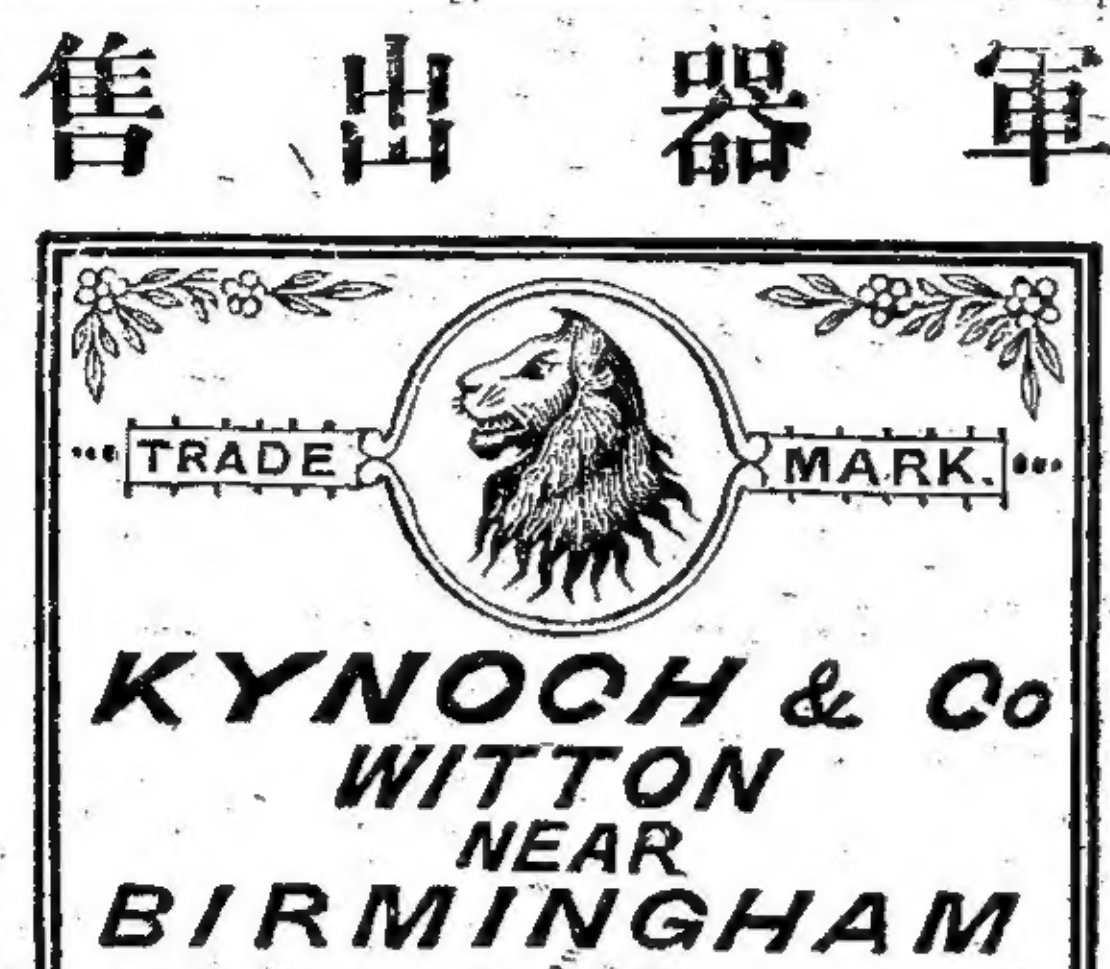 軍器出售
TRADE MARK.
KYNOCH & Co
WITTON
NEAR
BIRMINGHAM